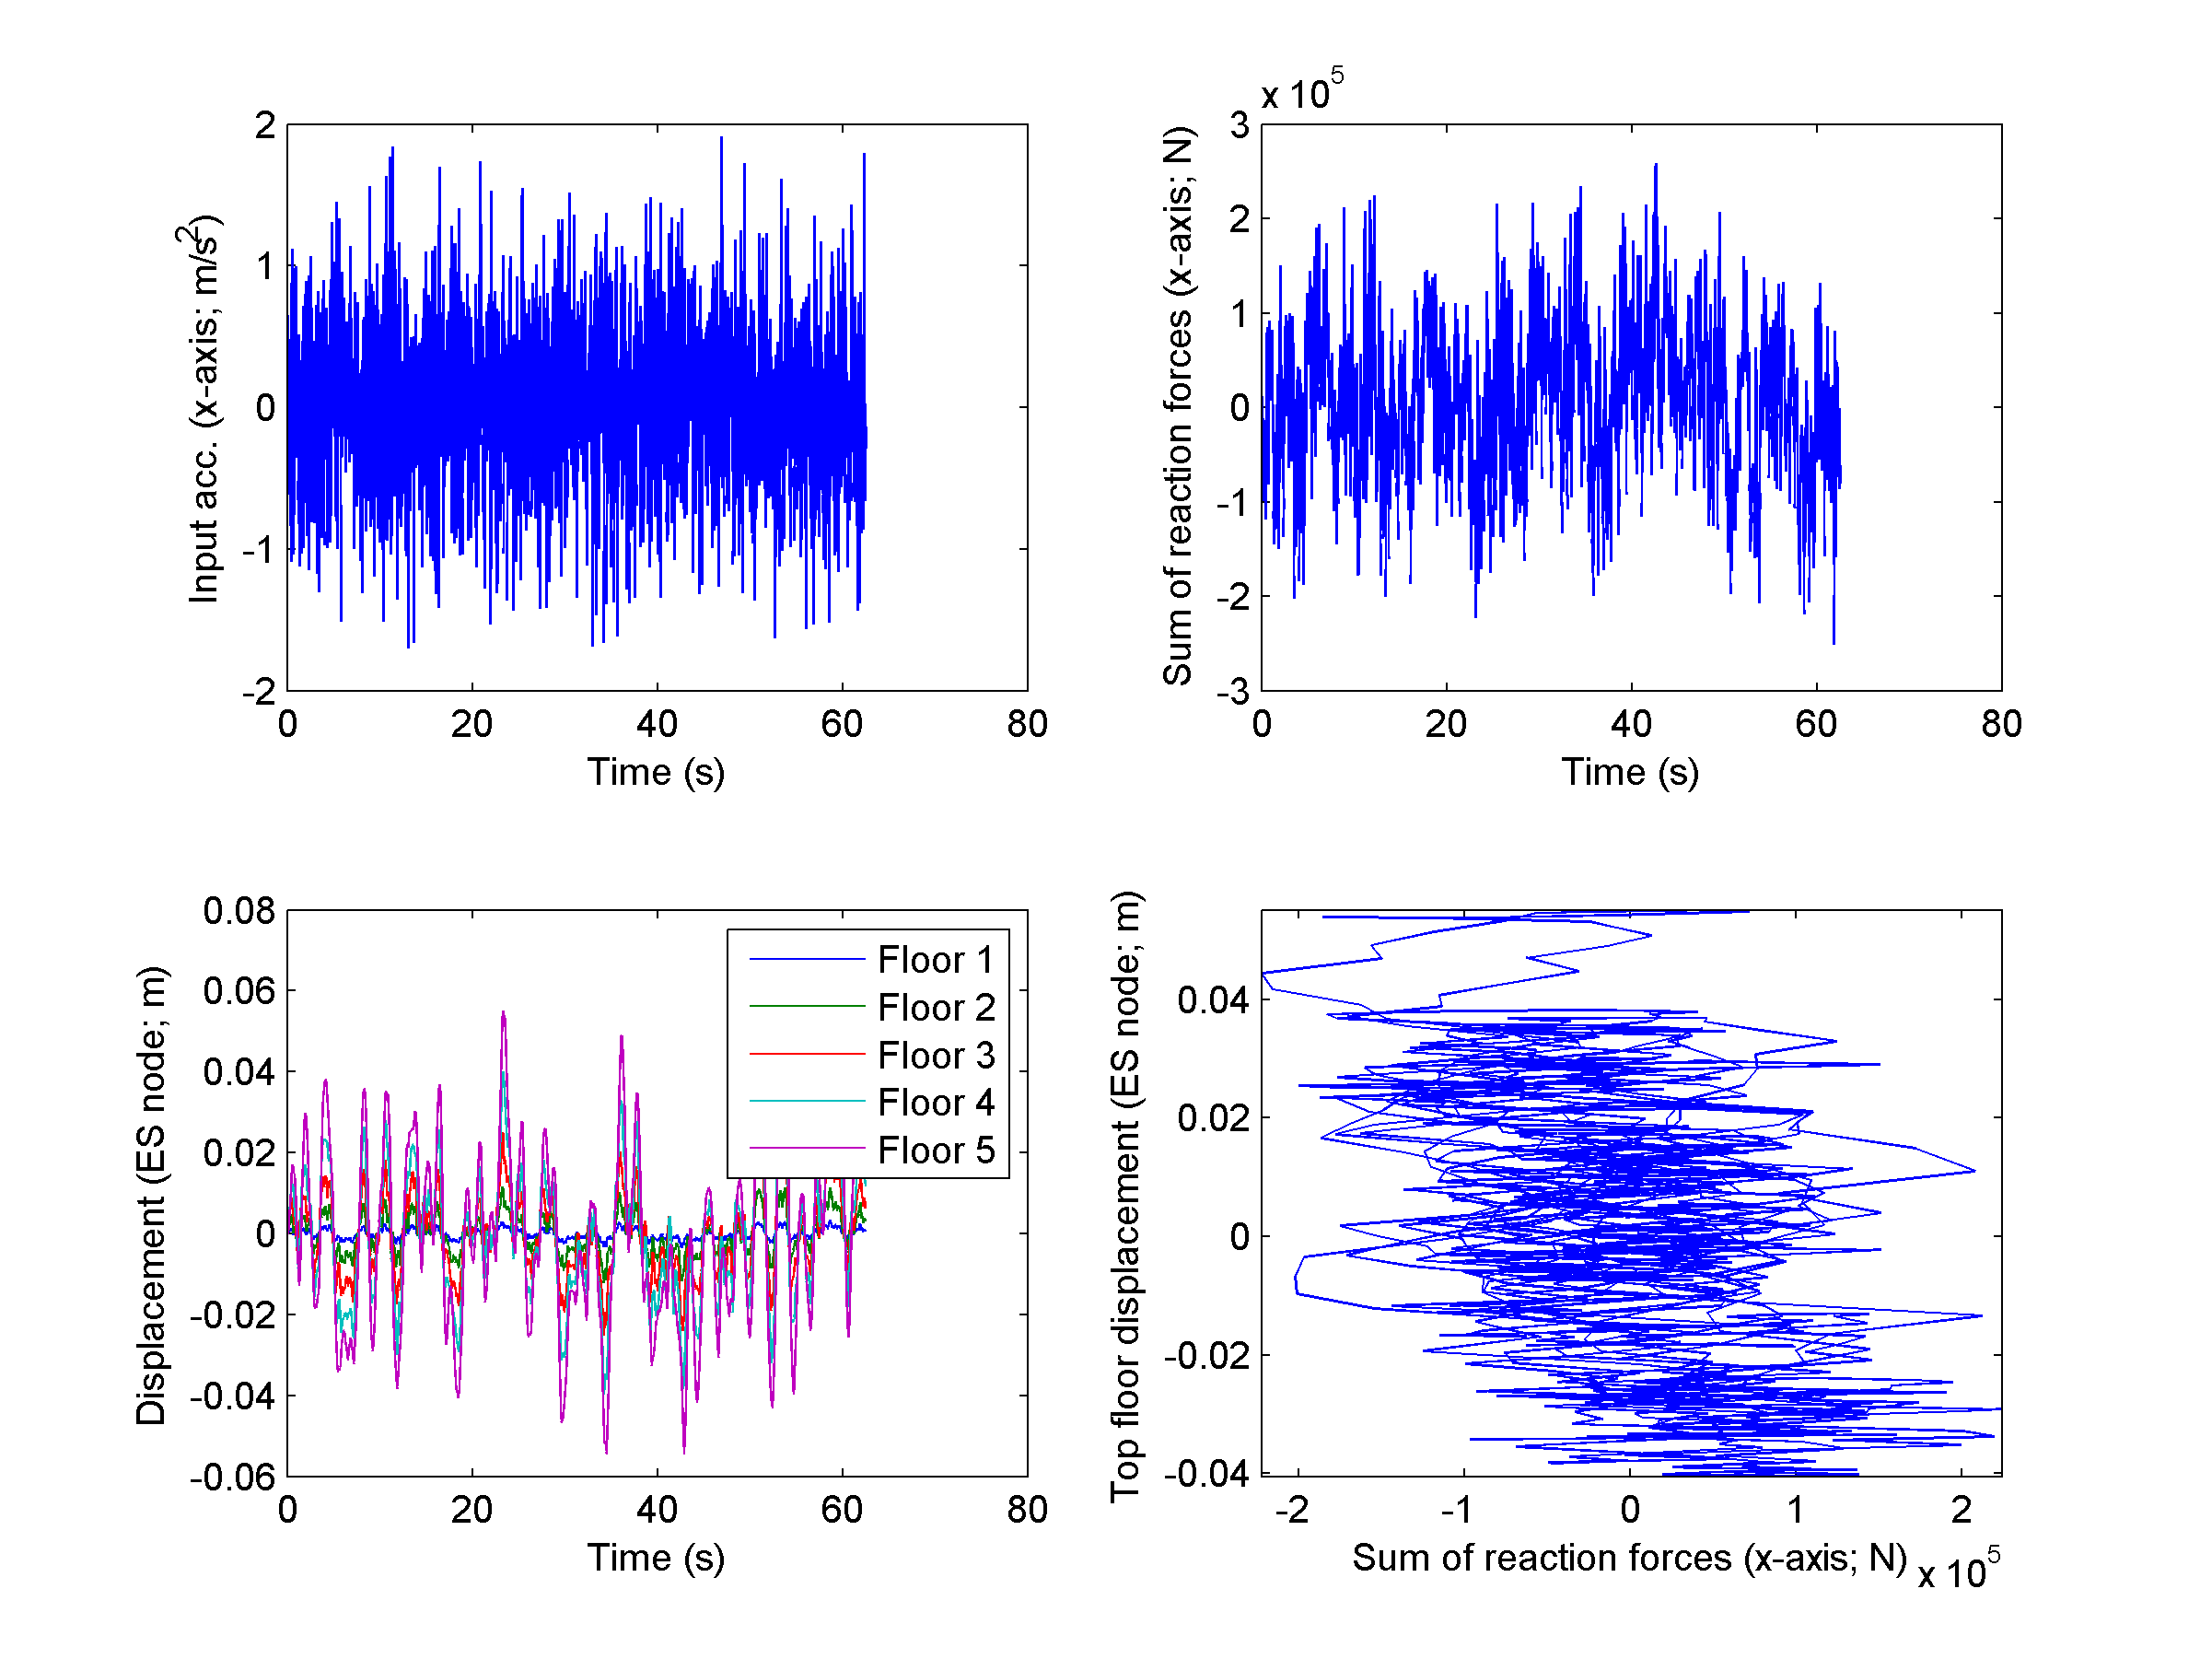 Input acc. (x-axis; m/s²)
2
1
0
-1
-2
0 20 40 60 80
Time (s)
x 10⁵
Sum of reaction forces (x-axis; N)
3
2
1
0
-1
-2
-3
0 20 40 60 80
Time (s)
Displacement (ES node; m)
0.08
0.06
0.04
0.02
0
-0.02
-0.04
-0.06
0 20 40 60 80
Time (s)
Floor 1
Floor 2
Floor 3
Floor 4
Floor 5
Top floor displacement (ES node; m)
0.04
0.02
0
-0.02
-0.04
-2 -1 0 1 2
Sum of reaction forces (x-axis; N)
x 10⁵